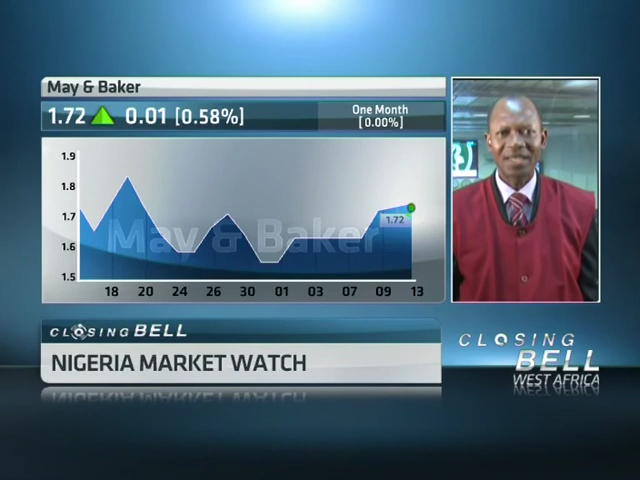 May & Baker
1.72 0.01 [0.58%]
One Month
[0.00%]
1.9
1.8
1.7
1.6
1.5
May & Baker
1.72
18 20 24 26 30 01 03 07 09 13
CLOSING BELL
NIGERIA MARKET WATCH
CLOSING
BELL
WEST AFRICA